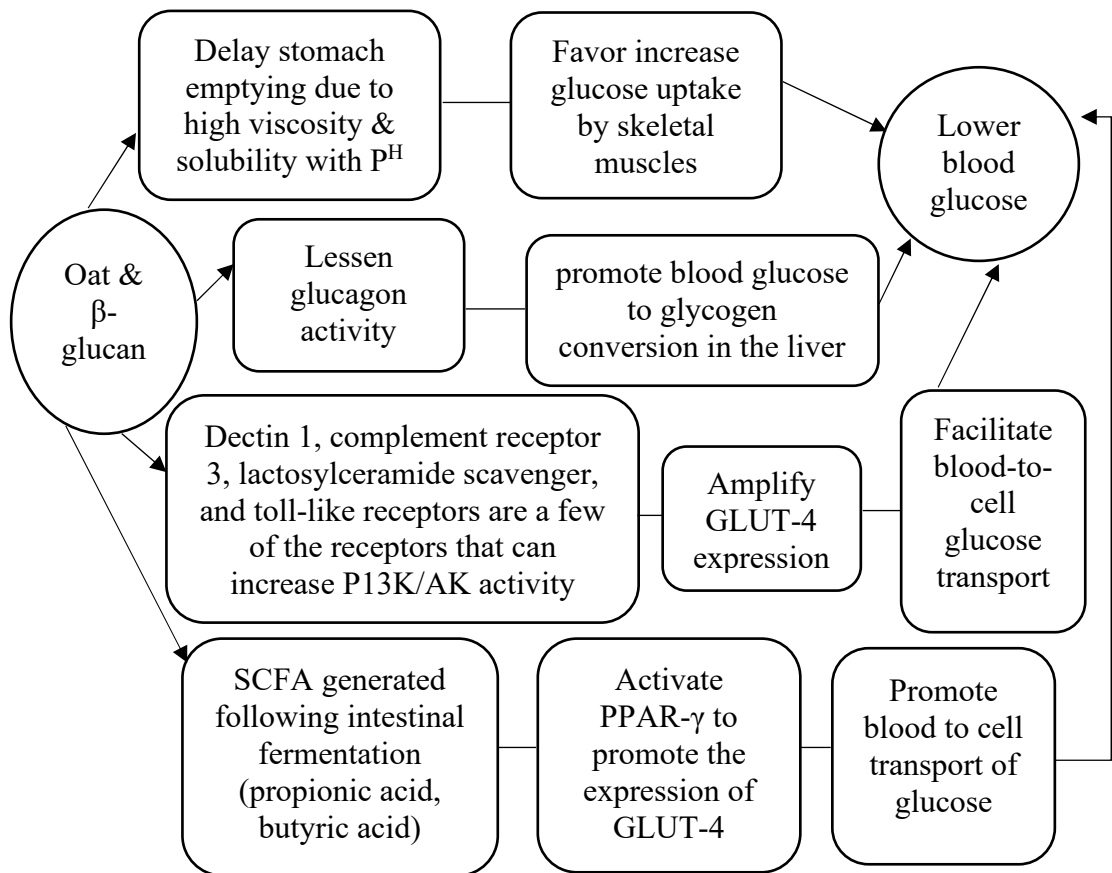 Delay stomach
emptying due to
high viscosity &
solubility with P^H
Favor increase
glucose uptake
by skeletal
muscles
Lower
blood
glucose
Oat &
β-
glucan
Lessen
glucagon
activity
promote blood glucose
to glycogen
conversion in the liver
Dectin 1, complement receptor
3, lactosylceramide scavenger,
and toll-like receptors are a few
of the receptors that can
increase P13K/AK activity
Amplify
GLUT-4
expression
Facilitate
blood-to-
cell
glucose
transport
SCFA generated
following intestinal
fermentation
(propionic acid,
butyric acid)
Activate
PPAR-γ to
promote the
expression of
GLUT-4
Promote
blood to cell
transport of
glucose